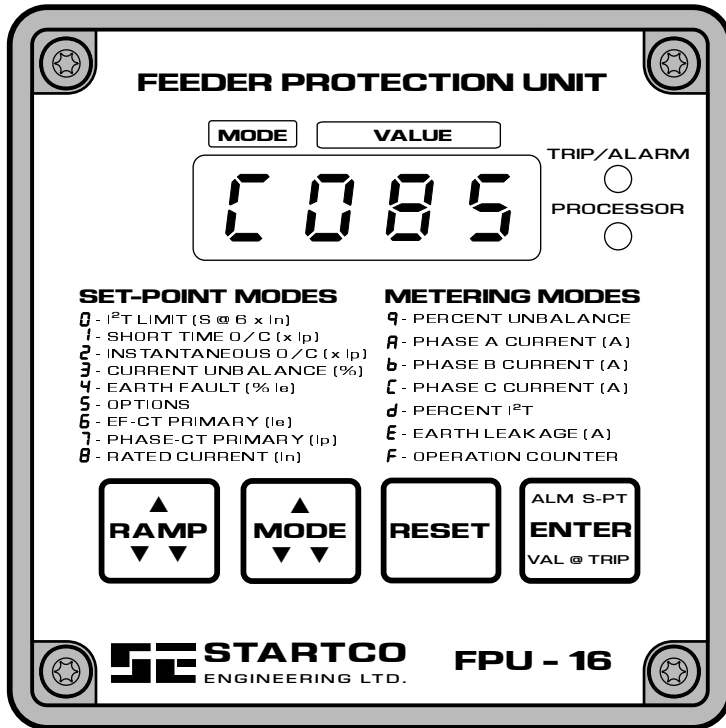 FEEDER PROTECTION UNIT
MODE VALUE
TRIP/ALARM
C085
PROCESSOR
SET-POINT MODES
0 - I²T LIMIT (S @ 6 x In)
1 - SHORT TIME O/C (x Ip)
2 - INSTANTANEOUS O/C (x Ip)
3 - CURRENT UNBALANCE (%)
4 - EARTH FAULT (% Ie)
5 - OPTIONS
6 - EF-CT PRIMARY (Ie)
7 - PHASE-CT PRIMARY (Ip)
8 - RATED CURRENT (In)
METERING MODES
9 - PERCENT UNBALANCE
A - PHASE A CURRENT (A)
b - PHASE B CURRENT (A)
C - PHASE C CURRENT (A)
d - PERCENT I²T
E - EARTH LEAKAGE (A)
F - OPERATION COUNTER
RAMP
MODE
RESET
ALM S-PT
ENTER
VAL @ TRIP
SE STARTCO
ENGINEERING LTD.
FPU - 16